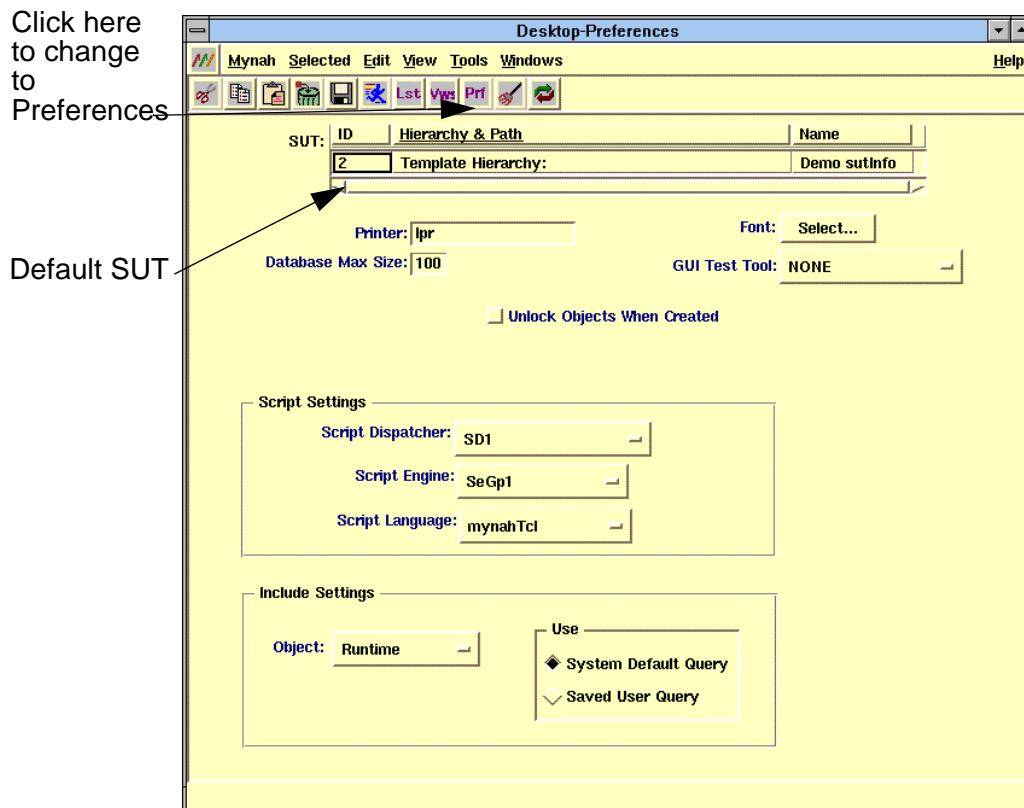 Click here
to change
to
Preferences
Desktop-Preferences
Mynah Selected Edit View Tools Windows Help
Lst Vws Prf
SUT: ID Hierarchy & Path Name
2 Template Hierarchy: Demo sutInfo
Printer: lpr Font: Select...
Default SUT
Database Max Size: 100 GUI Test Tool: NONE
Unlock Objects When Created
Script Settings
Script Dispatcher: SD1
Script Engine: SeGp1
Script Language: mynahTcl
Include Settings
Use
Object: Runtime
System Default Query
Saved User Query